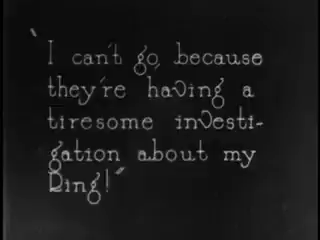 "I can't go, because
they're having a
tiresome investi-
gation about my
Ring!"